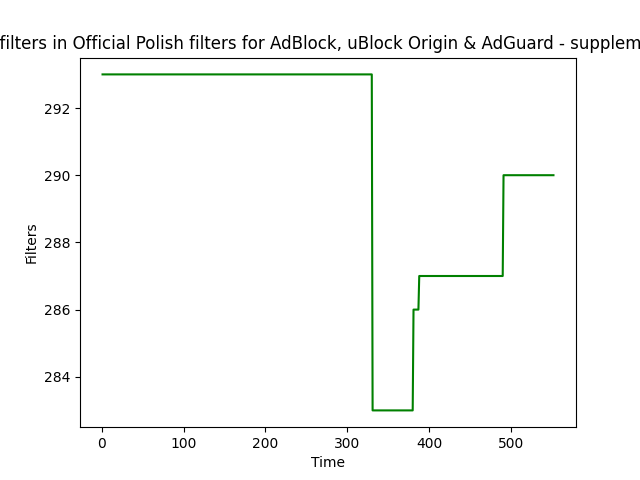 filters in Official Polish filters for AdBlock, uBlock Origin & AdGuard - supplem
292
290
288
286
284
Filters
0 100 200 300 400 500
Time